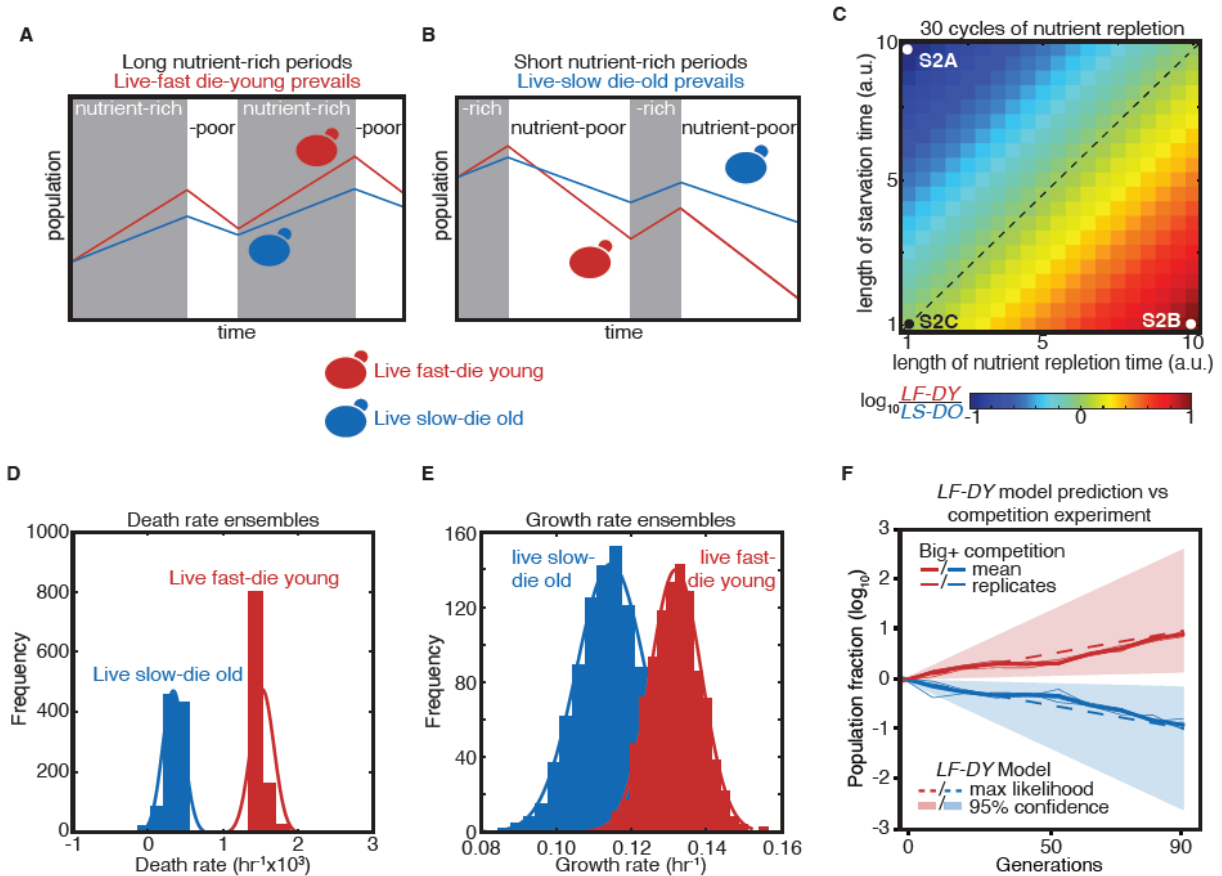 A
Long nutrient-rich periods
Live-fast die-young prevails
nutrient-rich
-poor
nutrient-rich
-poor
population
time
B
Short nutrient-rich periods
Live-slow die-old prevails
-rich
nutrient-poor
-rich
nutrient-poor
population
time
Live fast-die young
Live slow-die old
C
30 cycles of nutrient repletion
10
S2A
5
1
S2C
S2B
1
5
10
length of starvation time (a.u.)
length of nutrient repletion time (a.u.)
log10 LF-DY
LS-DO
-1
0
1
D
Death rate ensembles
1000
800
600
400
200
0
Live fast-die young
Live slow-die old
Frequency
-1
0
1
2
3
Death rate (hr-1x103)
E
Growth rate ensembles
160
120
80
40
0
live slow-
die old
live fast-
die young
Frequency
0.08
0.10
0.12
0.14
0.16
Growth rate (hr-1)
F
LF-DY model prediction vs
competition experiment
3
2
1
0
-1
-2
-3
Big+ competition
/ mean
/ replicates
LF-DY Model
/ max likelihood
/ 95% confidence
Population fraction (log10)
0
50
90
Generations